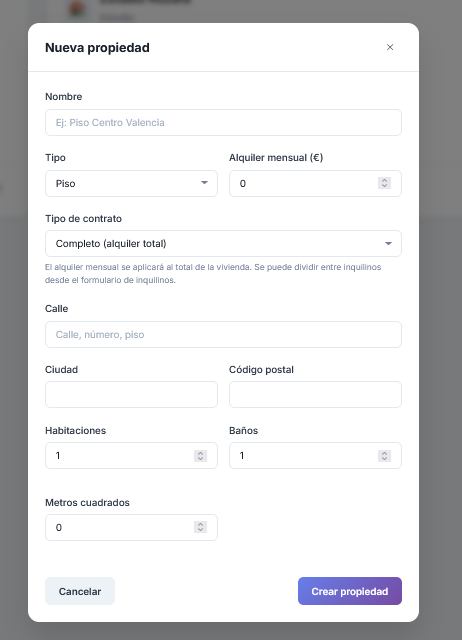 Nueva propiedad
×
Nombre
Ej: Piso Centro Valencia
Tipo
Alquiler mensual (€)
Piso
0
Tipo de contrato
Completo (alquiler total)
El alquiler mensual se aplicará al total de la vivienda. Se puede dividir entre inquilinos
desde el formulario de inquilinos.
Calle
Calle, número, piso
Ciudad
Código postal
Habitaciones
Baños
1
1
Metros cuadrados
0
Cancelar
Crear propiedad